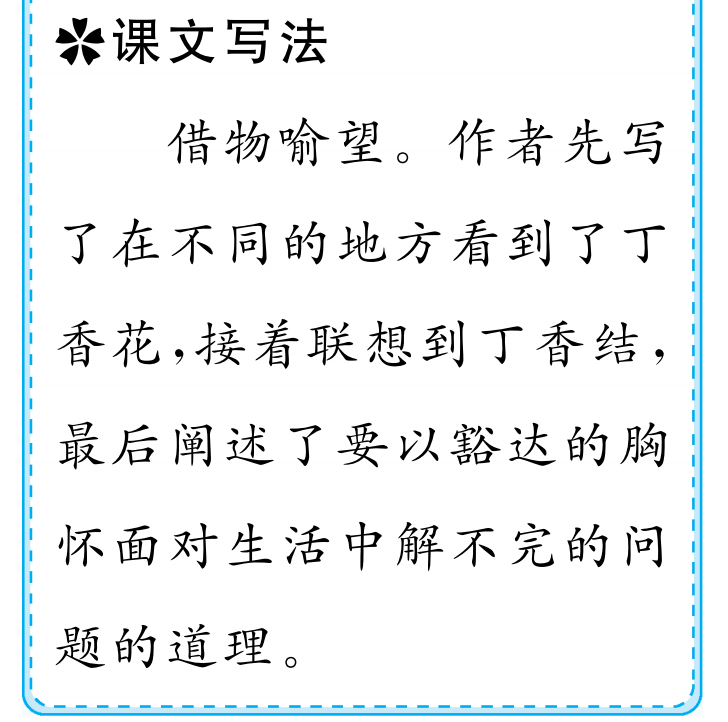 ✽课文写法
借物喻望。作者先写
了在不同的地方看到了丁
香花,接着联想到丁香结,
最后阐述了要以豁达的胸
怀面对生活中解不完的问
题的道理。